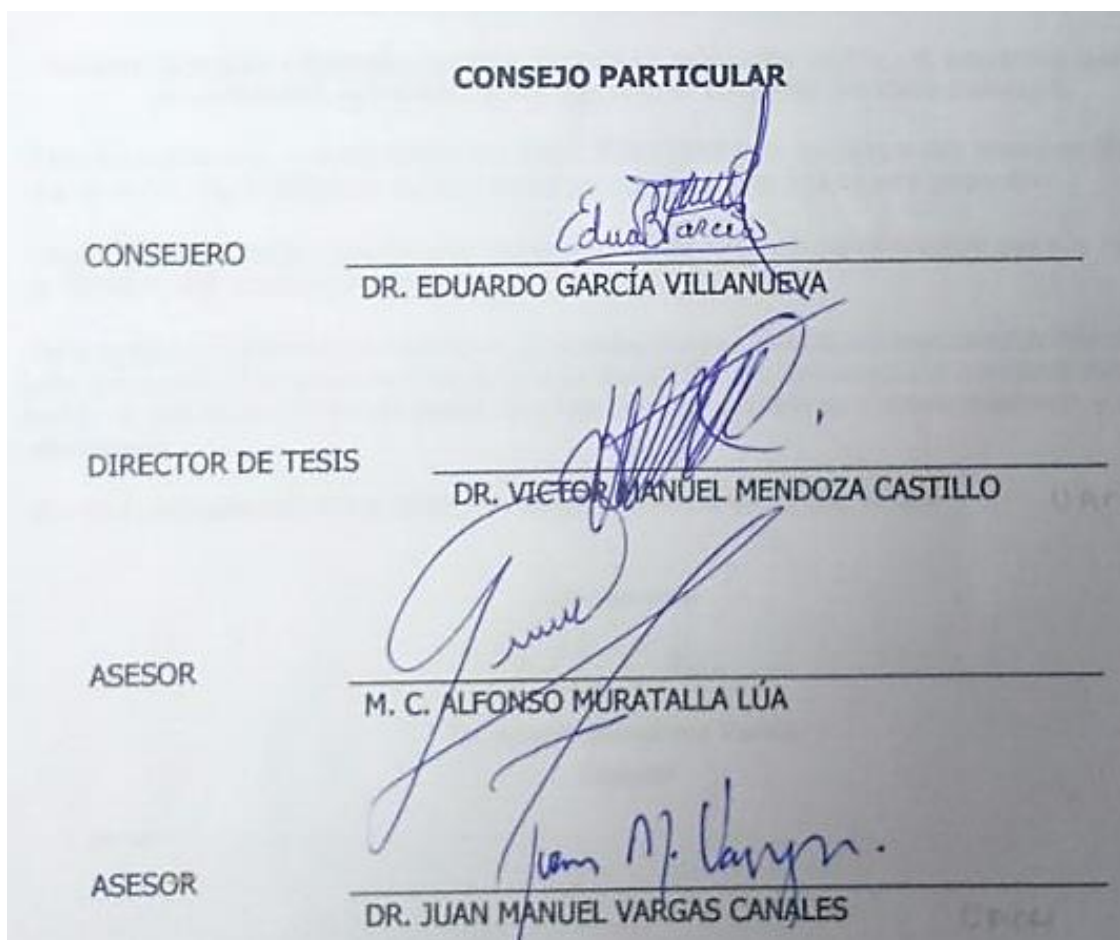 CONSEJO PARTICULAR
Eduar García
CONSEJERO
DR. EDUARDO GARCÍA VILLANUEVA
DIRECTOR DE TESIS
DR. VICTOR MANUEL MENDOZA CASTILLO
ASESOR
M. C. ALFONSO MURATALLA LÚA
Juan M. Vargas.
ASESOR
DR. JUAN MANUEL VARGAS CANALES